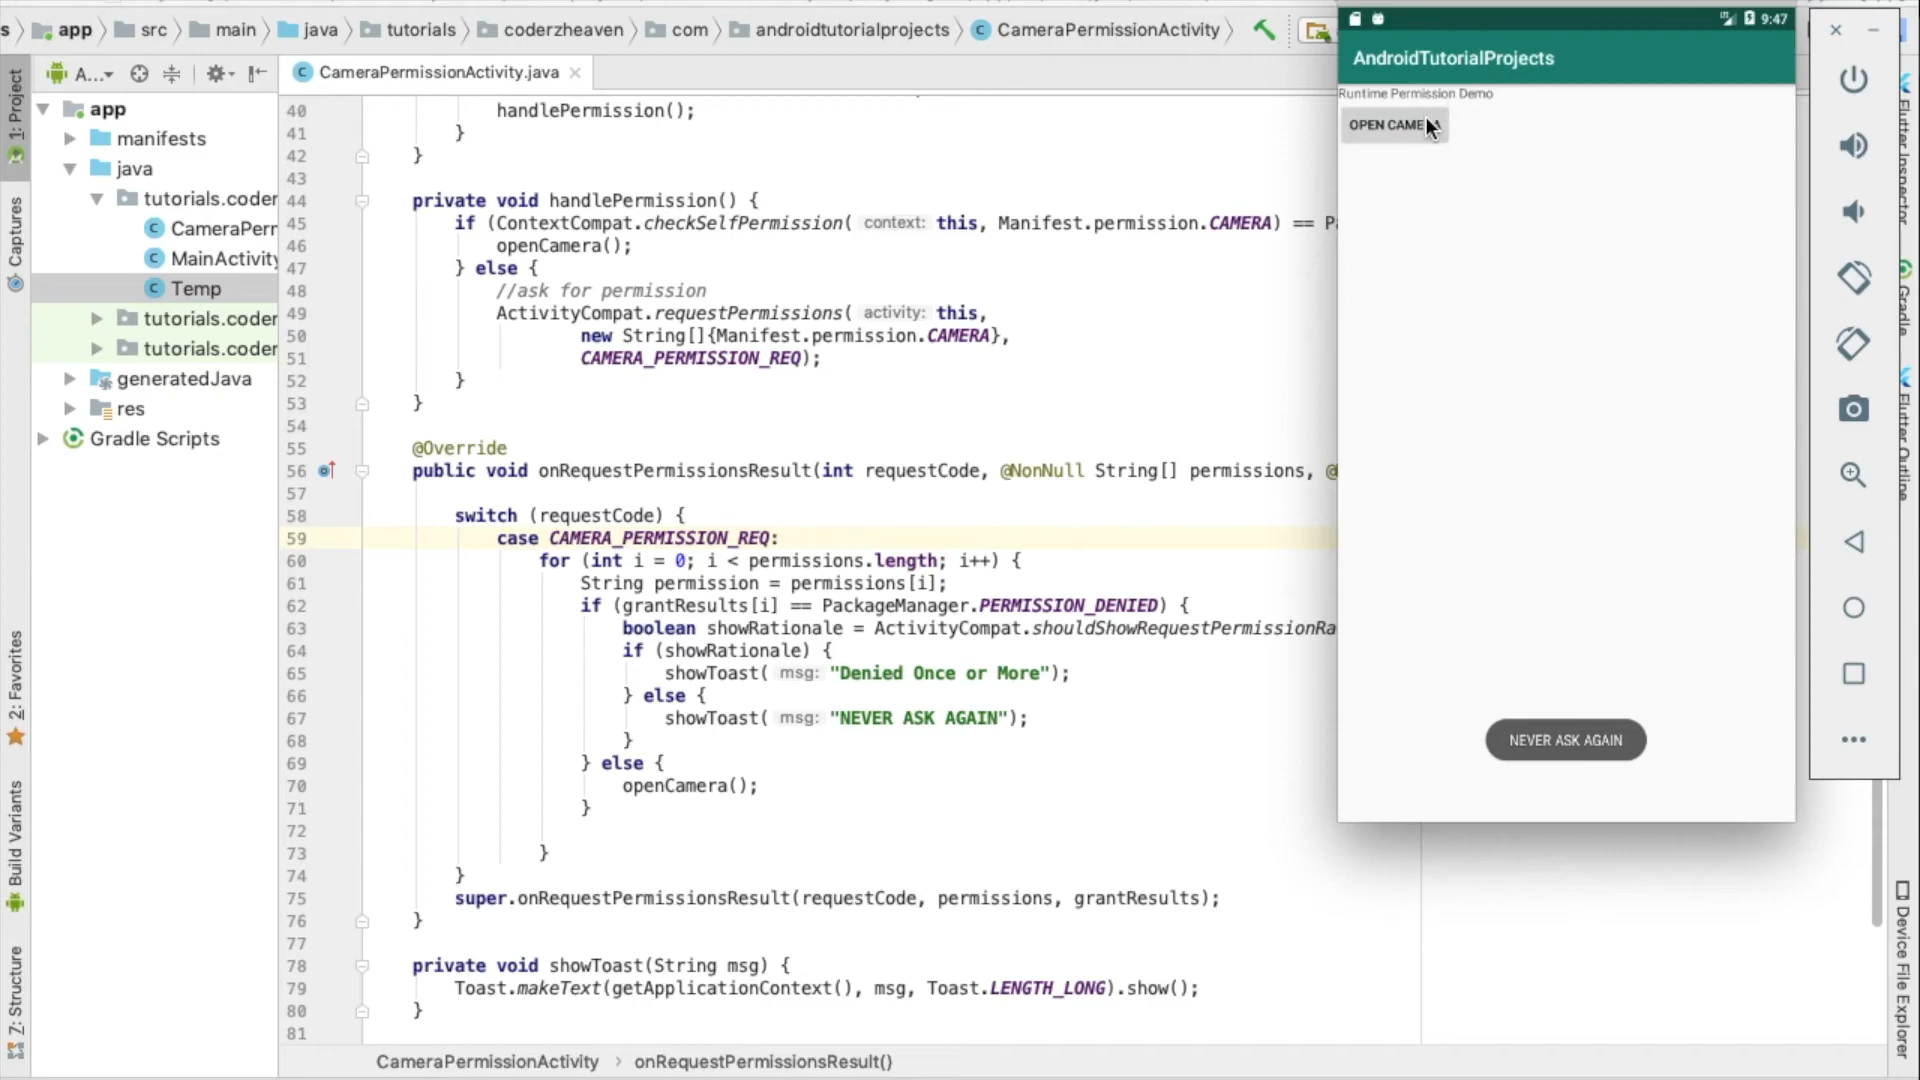 s app src main java tutorials coderzheaven com androidtutorialprojects CameraPermissionActivity
A... CameraPermissionActivity.java
1: Project
Captures
2: Favorites
Build Variants
Z: Structure
app
manifests
java
tutorials.coder
CameraPerr
MainActivity
Temp
tutorials.coder
tutorials.coder
generatedJava
res
Gradle Scripts
40 handlePermission();
41 }
42 }
43
44 private void handlePermission() {
45 if (ContextCompat.checkSelfPermission( context: this, Manifest.permission.CAMERA) == Pa
46 openCamera();
47 } else {
48 //ask for permission
49 ActivityCompat.requestPermissions( activity: this,
50 new String[]{Manifest.permission.CAMERA},
51 CAMERA_PERMISSION_REQ);
52 }
53 }
54
55 @Override
56 public void onRequestPermissionsResult(int requestCode, @NonNull String[] permissions, @
57
58 switch (requestCode) {
59 case CAMERA_PERMISSION_REQ:
60 for (int i = 0; i < permissions.length; i++) {
61 String permission = permissions[i];
62 if (grantResults[i] == PackageManager.PERMISSION_DENIED) {
63 boolean showRationale = ActivityCompat.shouldShowRequestPermissionRa
64 if (showRationale) {
65 showToast( msg: "Denied Once or More");
66 } else {
67 showToast( msg: "NEVER ASK AGAIN");
68 }
69 } else {
70 openCamera();
71 }
72
73 }
74 }
75 super.onRequestPermissionsResult(requestCode, permissions, grantResults);
76 }
77
78 private void showToast(String msg) {
79 Toast.makeText(getApplicationContext(), msg, Toast.LENGTH_LONG).show();
80 }
81
CameraPermissionActivity › onRequestPermissionsResult()
9:47
AndroidTutorialProjects
Runtime Permission Demo
OPEN CAMERA
NEVER ASK AGAIN
Flutter Inspector
Gradle
Flutter Outline
Device File Explorer